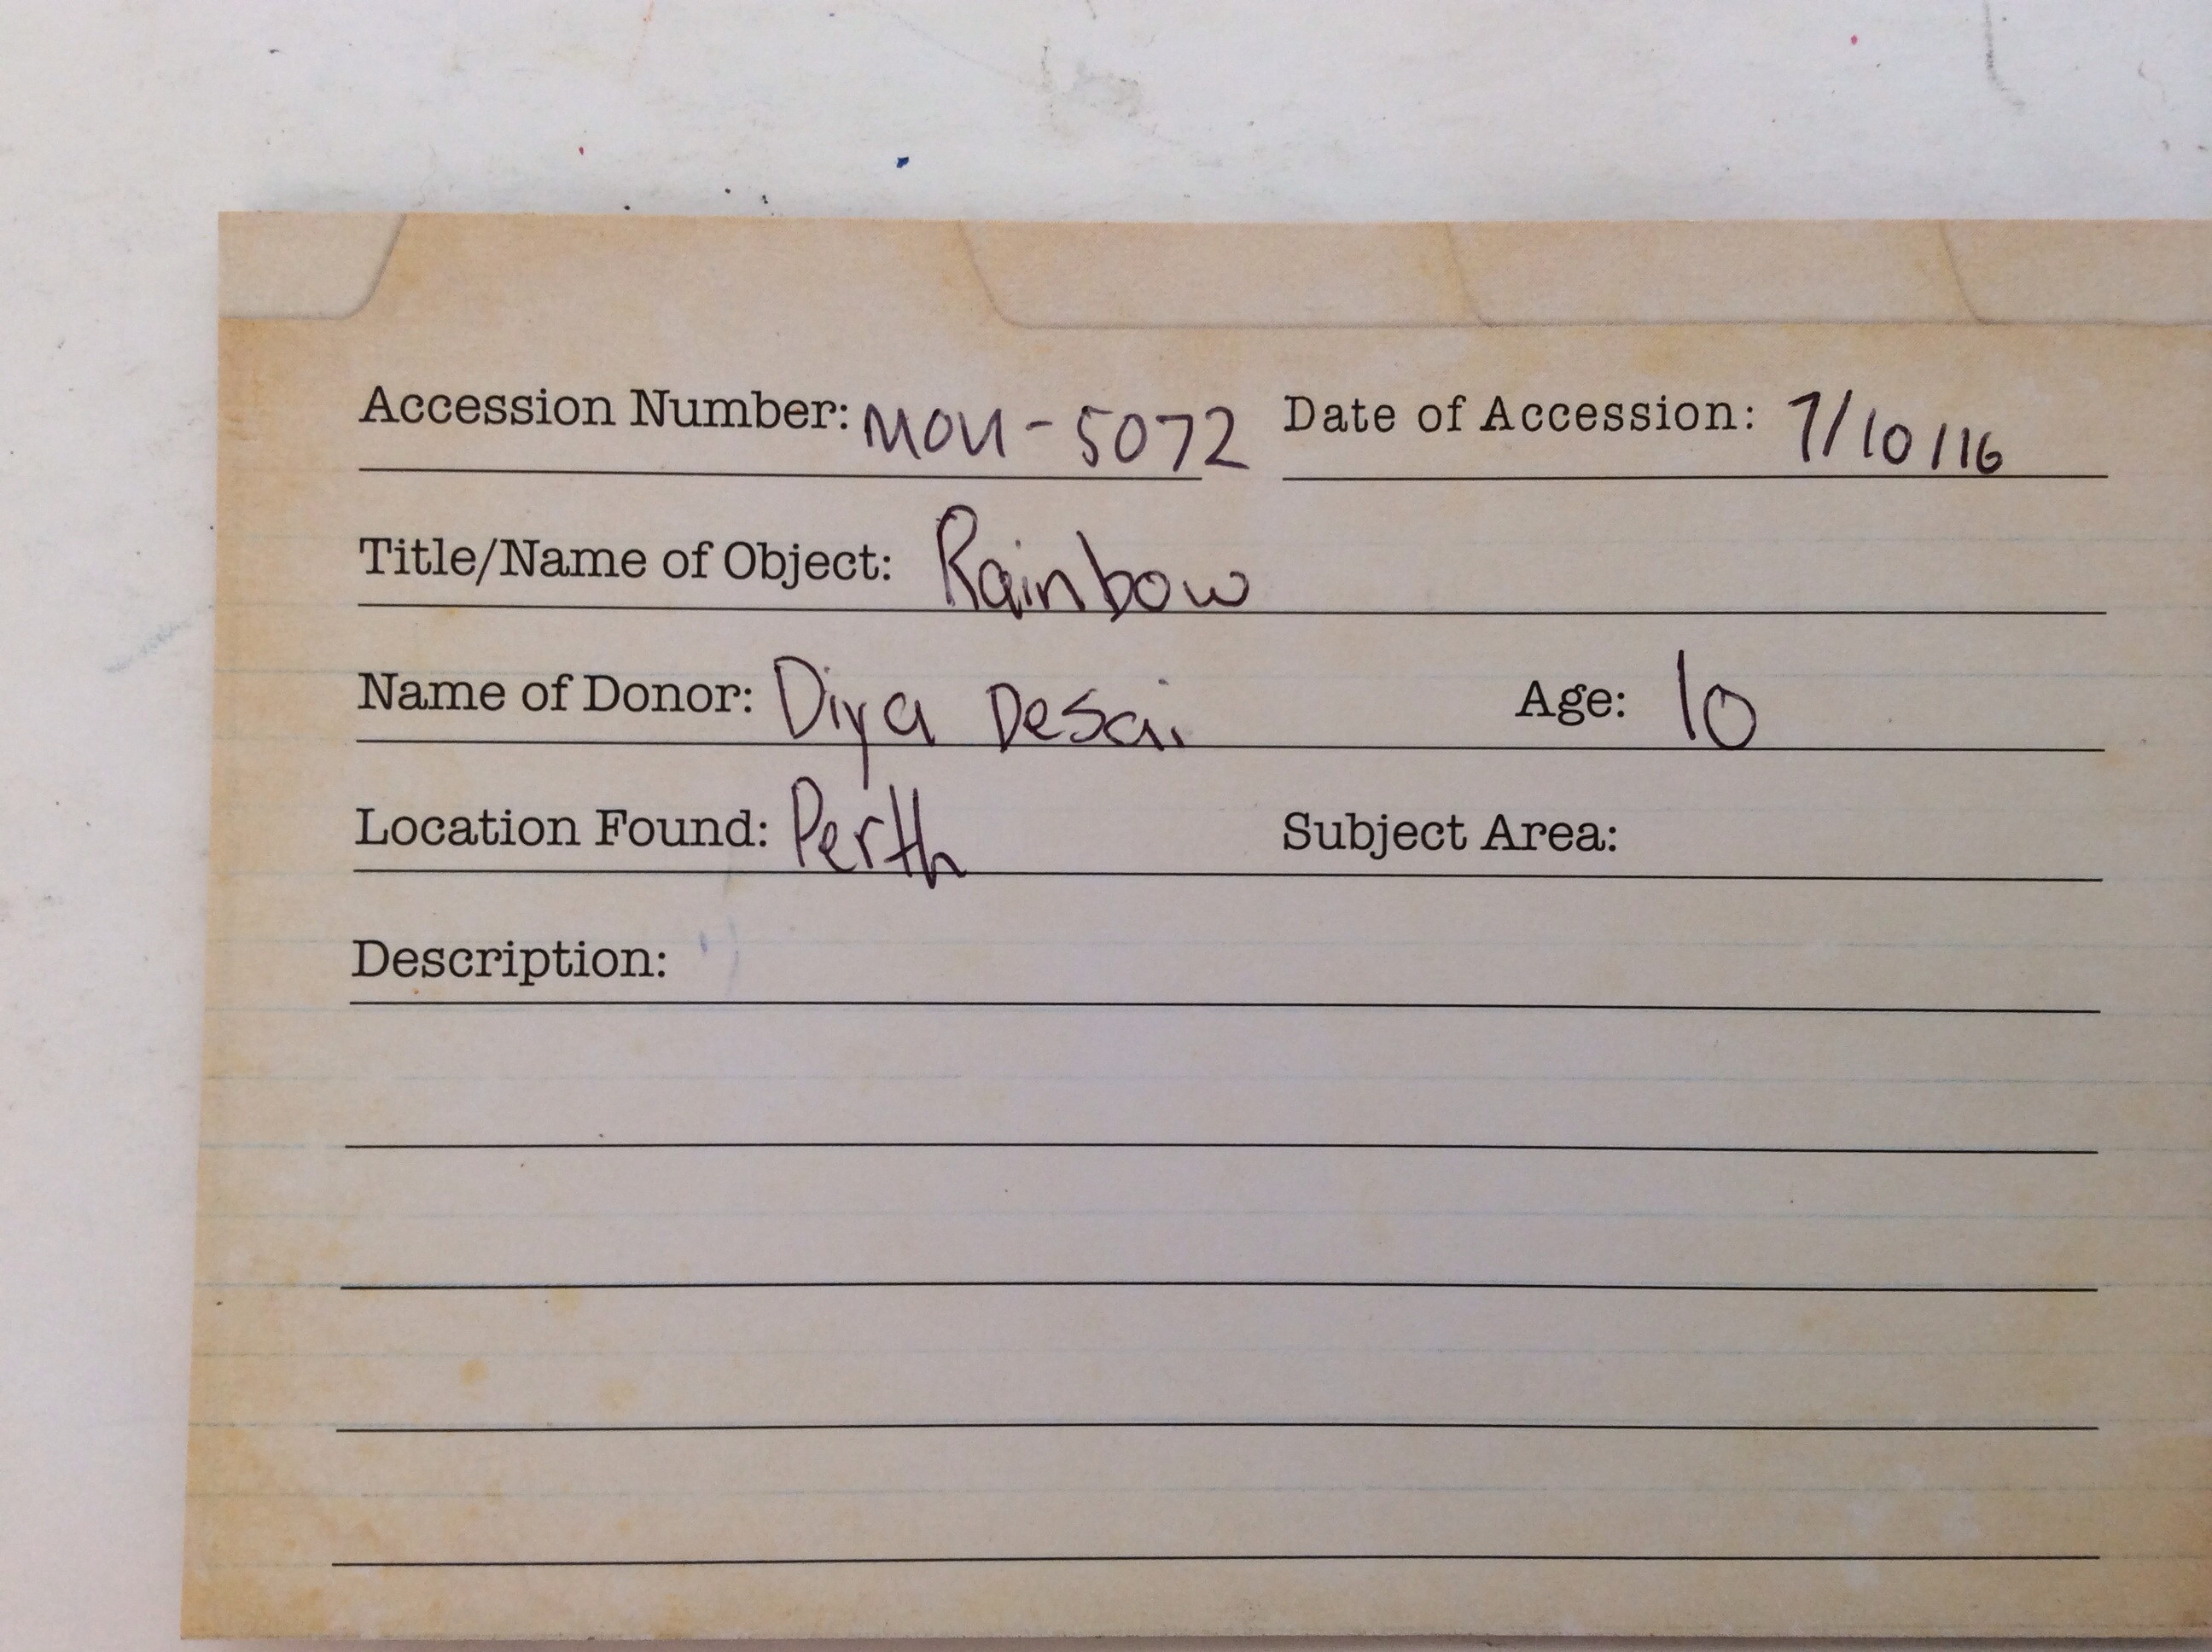 Accession Number: MOU-5072 Date of Accession: 7/10/16
Title/Name of Object: Rainbow
Name of Donor: Diya Desai Age: 10
Location Found: Perth Subject Area:
Description: